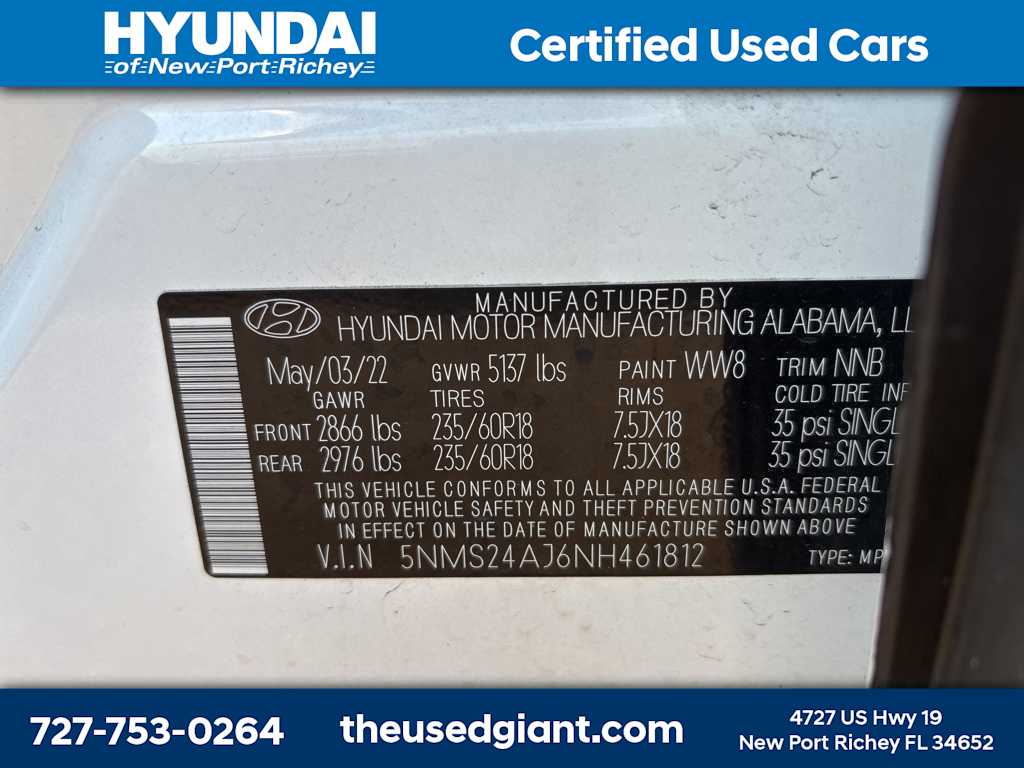 HYUNDAI
of New Port Richey
Certified Used Cars
MANUFACTURED BY
HYUNDAI MOTOR MANUFACTURING ALABAMA, LL
May/03/22 GVWR 5137 lbs PAINT WW8 TRIM NNB
GAWR TIRES RIMS COLD TIRE INF
FRONT 2866 lbs 235/60R18 7.5JX18 35 psi SINGL
REAR 2976 lbs 235/60R18 7.5JX18 35 psi SINGL
THIS VEHICLE CONFORMS TO ALL APPLICABLE U.S.A. FEDERAL
MOTOR VEHICLE SAFETY AND THEFT PREVENTION STANDARDS
IN EFFECT ON THE DATE OF MANUFACTURE SHOWN ABOVE
V.I.N 5NMS24AJ6NH461812 TYPE: MP
727-753-0264
theusedgiant.com
4727 US Hwy 19
New Port Richey FL 34652